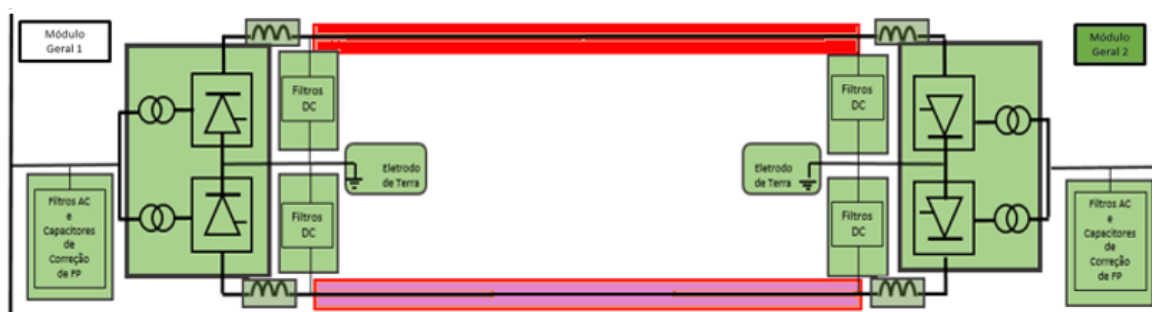 Módulo
Geral 1
Filtros AC
e
Capacitores
de
Correção
de FP
Filtros
DC
Filtros
DC
Eletrodo
de Terra
Eletrodo
de Terra
Filtros
DC
Filtros
DC
Módulo
Geral 2
Filtros AC
e
Capacitores
de
Correção
de FP